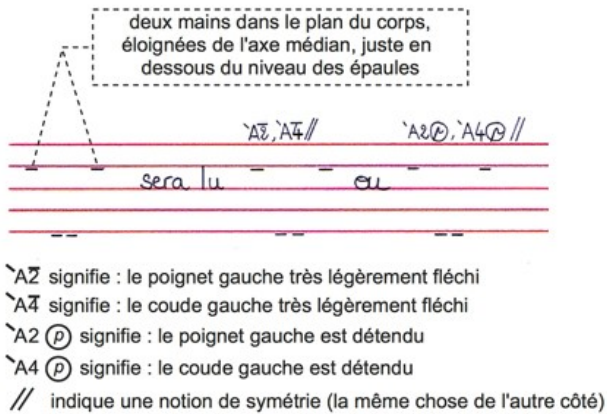 deux mains dans le plan du corps,
éloignées de l'axe médian, juste en
dessous du niveau des épaules
`A2̅, `A4̅// `A2ⓟ, `A4ⓟ //
sera lu ou
`A2̅ signifie : le poignet gauche très légèrement fléchi
`A4̅ signifie : le coude gauche très légèrement fléchi
`A2 ⓟ signifie : le poignet gauche est détendu
`A4 ⓟ signifie : le coude gauche est détendu
// indique une notion de symétrie (la même chose de l'autre côté)